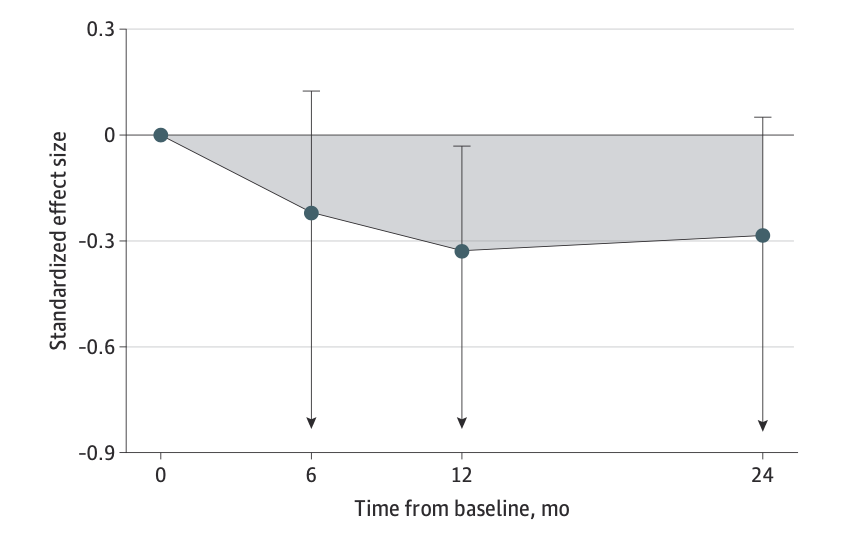 0.3
0
-0.3
-0.6
-0.9
Standardized effect size
0 6 12 24
Time from baseline, mo